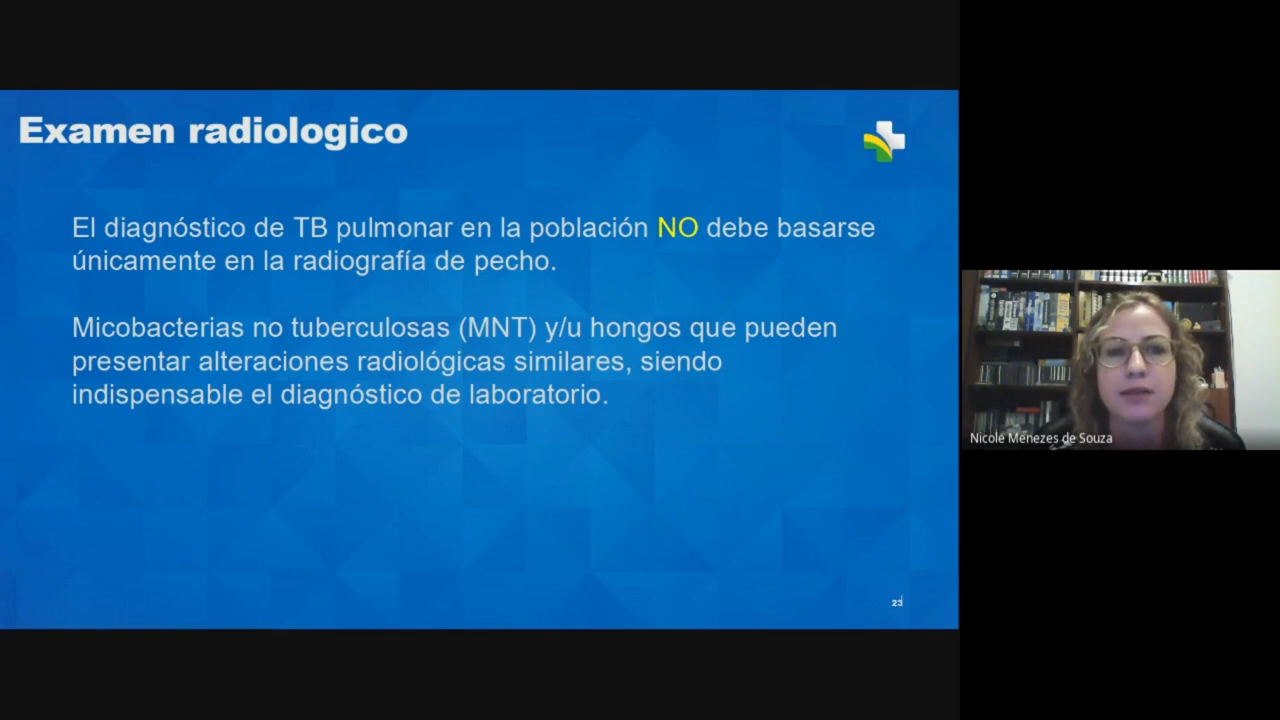 Examen radiologico
El diagnóstico de TB pulmonar en la población NO debe basarse
únicamente en la radiografía de pecho.
Micobacterias no tuberculosas (MNT) y/u hongos que pueden
presentar alteraciones radiológicas similares, siendo
indispensable el diagnóstico de laboratorio.
23
Nicole Menezes de Souza